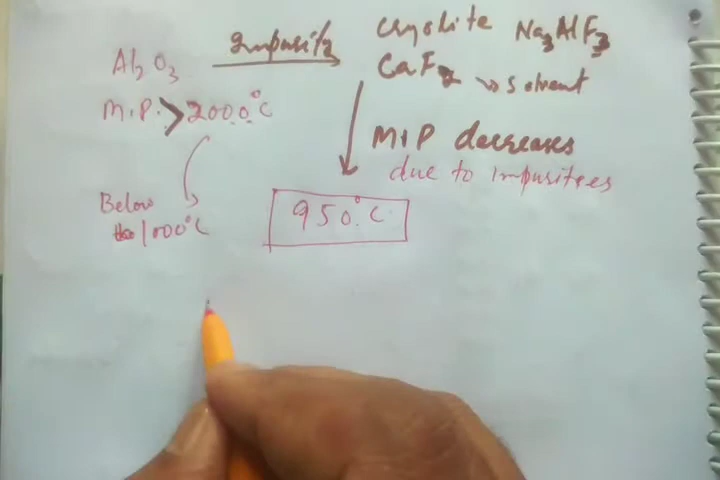 Al2O3 impurity cryolite Na3AlF3
CaF2 → solvent
M.P. > 2000°C
M.P decreases
due to impurities
Below
1000°C
950°C